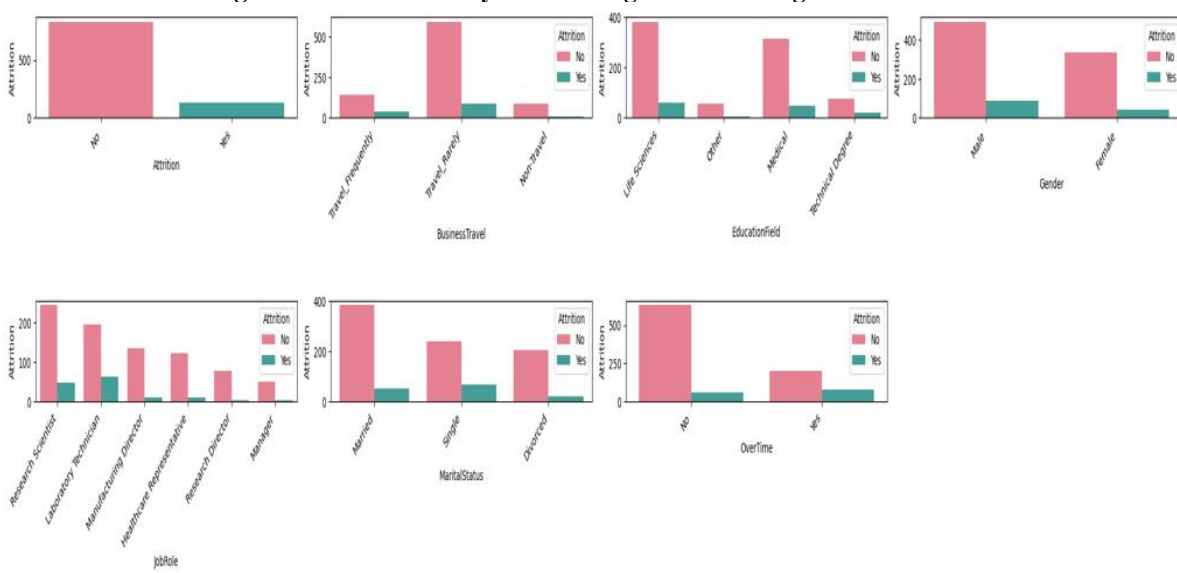 Attrition
500
0
No
Yes
Attrition
Attrition
500
250
0
Attrition
No
Yes
Travel_Frequently
Travel_Rarely
Non-Travel
BusinessTravel
Attrition
400
200
0
Attrition
No
Yes
Life Sciences
Other
Medical
Technical Degree
EducationField
Attrition
400
200
0
Attrition
No
Yes
Male
Female
Gender
Attrition
200
100
0
Attrition
No
Yes
Research Scientist
Laboratory Technician
Manufacturing Director
Healthcare Representative
Research Director
Manager
JobRole
Attrition
400
200
0
Attrition
No
Yes
Married
Single
Divorced
MaritalStatus
Attrition
500
250
0
Attrition
No
Yes
No
Yes
OverTime